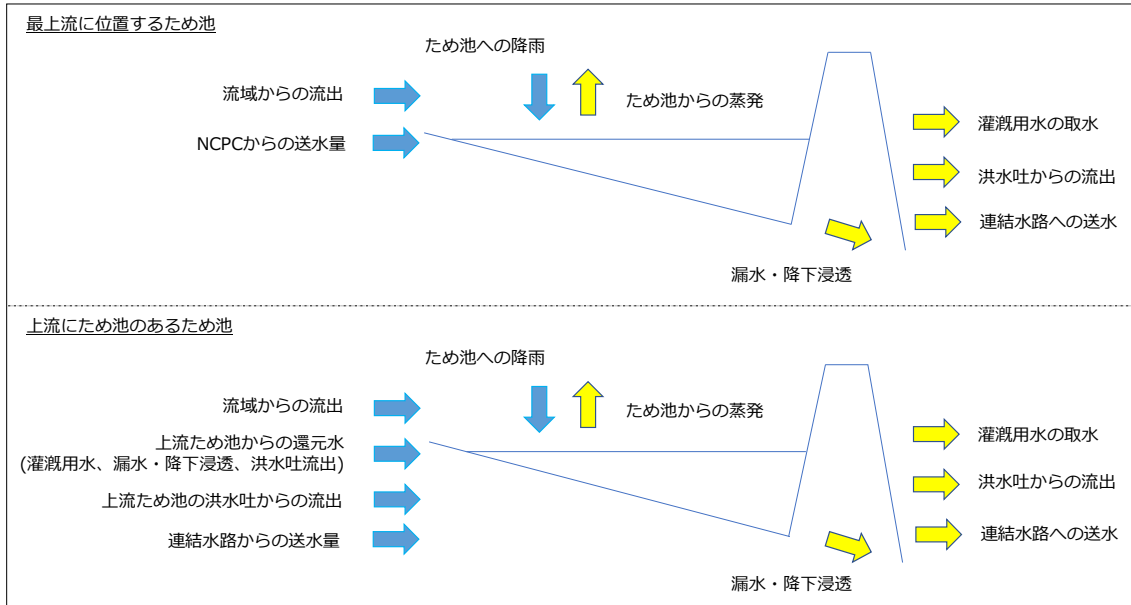 最上流に位置するため池
ため池への降雨
流域からの流出
ため池からの蒸発
NCPCからの送水量
灌漑用水の取水
洪水吐からの流出
連結水路への送水
漏水・降下浸透
上流にため池のあるため池
ため池への降雨
流域からの流出
ため池からの蒸発
上流ため池からの還元水
(灌漑用水、漏水・降下浸透、洪水吐流出)
上流ため池の洪水吐からの流出
連結水路からの送水量
灌漑用水の取水
洪水吐からの流出
連結水路への送水
漏水・降下浸透